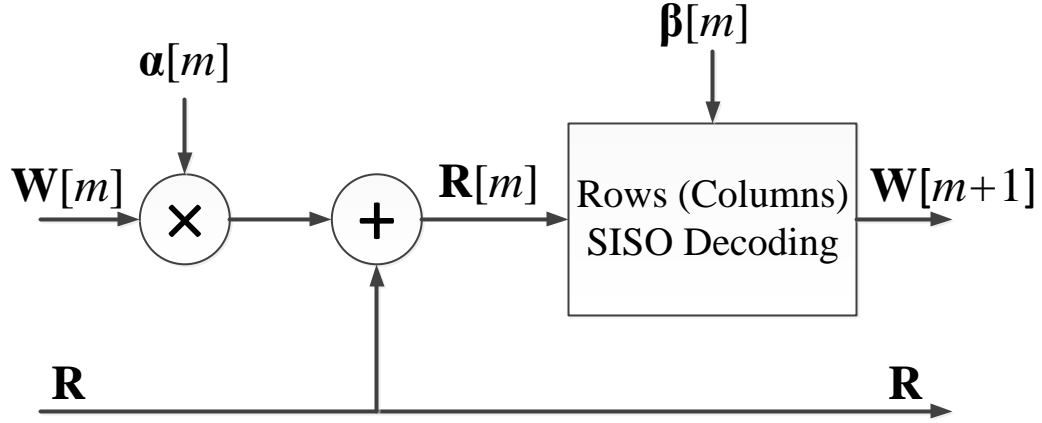 β[m]
α[m]
W[m]
×
+
R[m]
Rows (Columns)
SISO Decoding
W[m+1]
R
R